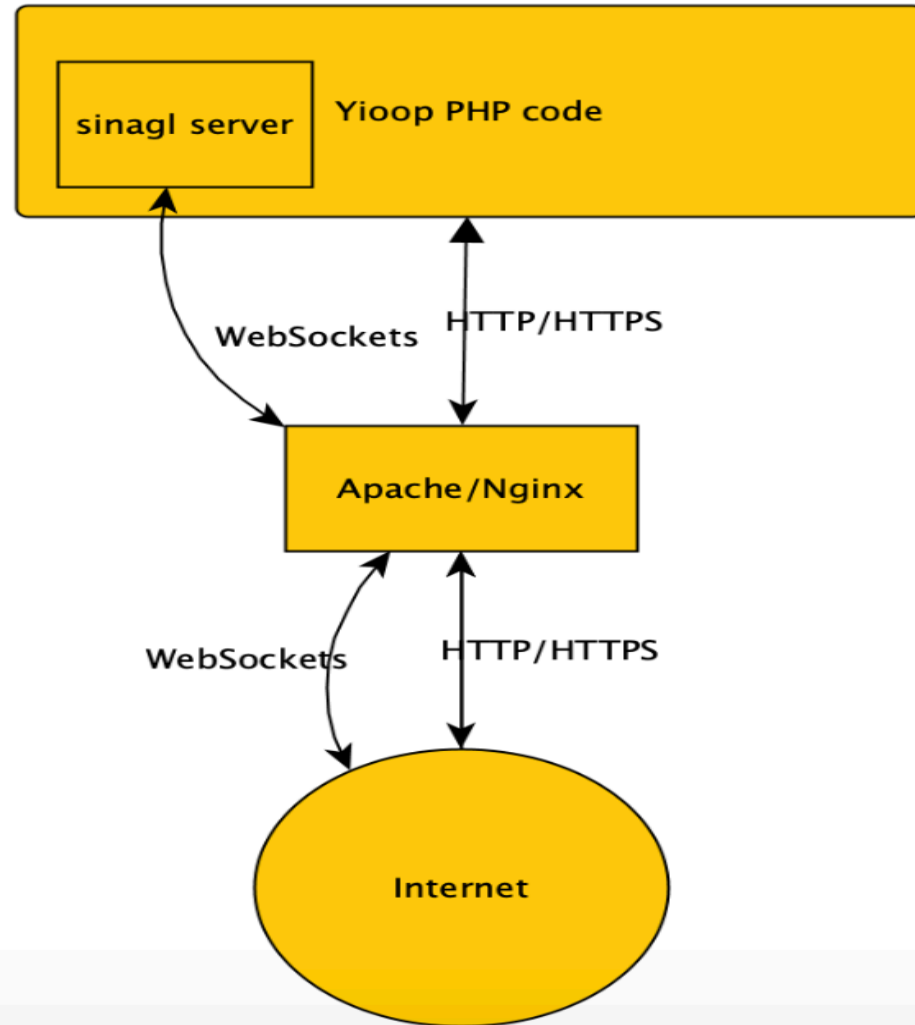 sinagl server
Yioop PHP code
WebSockets
HTTP/HTTPS
Apache/Nginx
WebSockets
HTTP/HTTPS
Internet